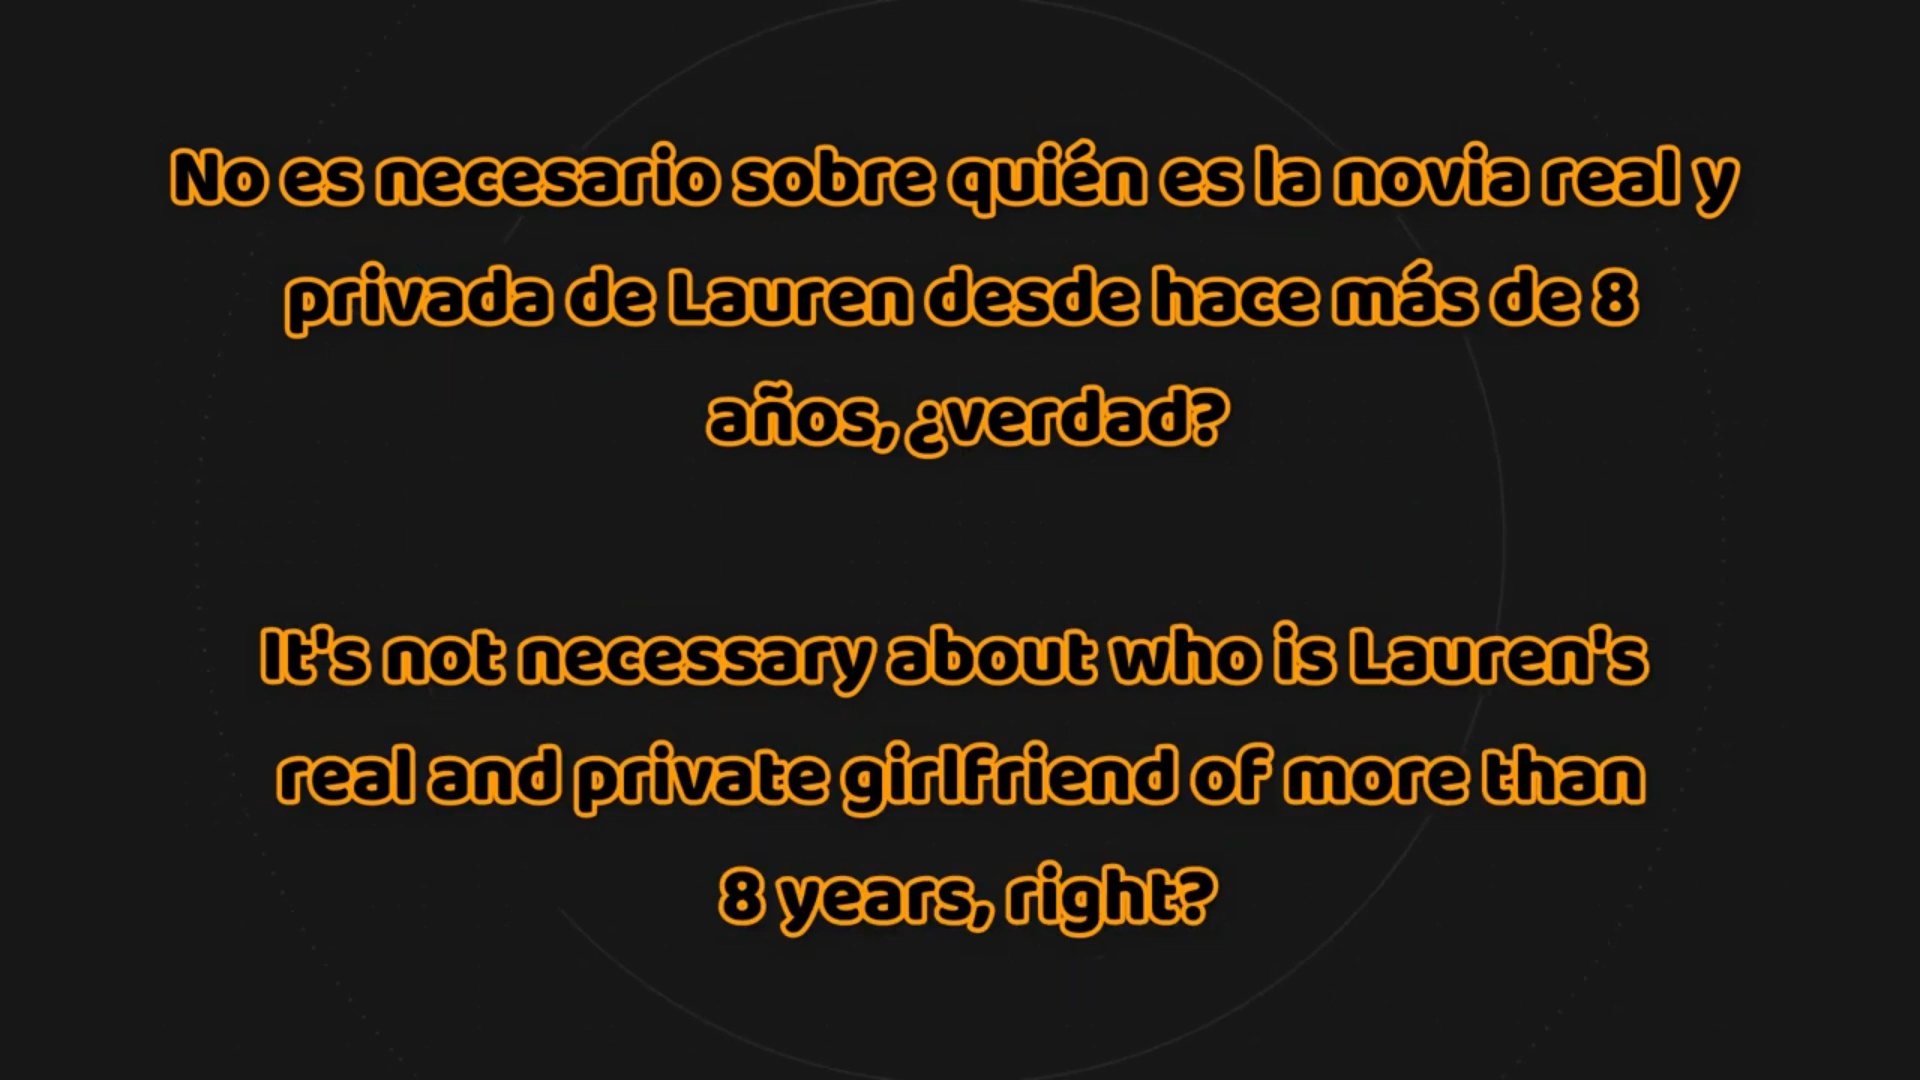 No es necesario sobre quién es la novia real y
privada de Lauren desde hace más de 8
años, ¿verdad?
It's not necessary about who is Lauren's
real and private girlfriend of more than
8 years, right?